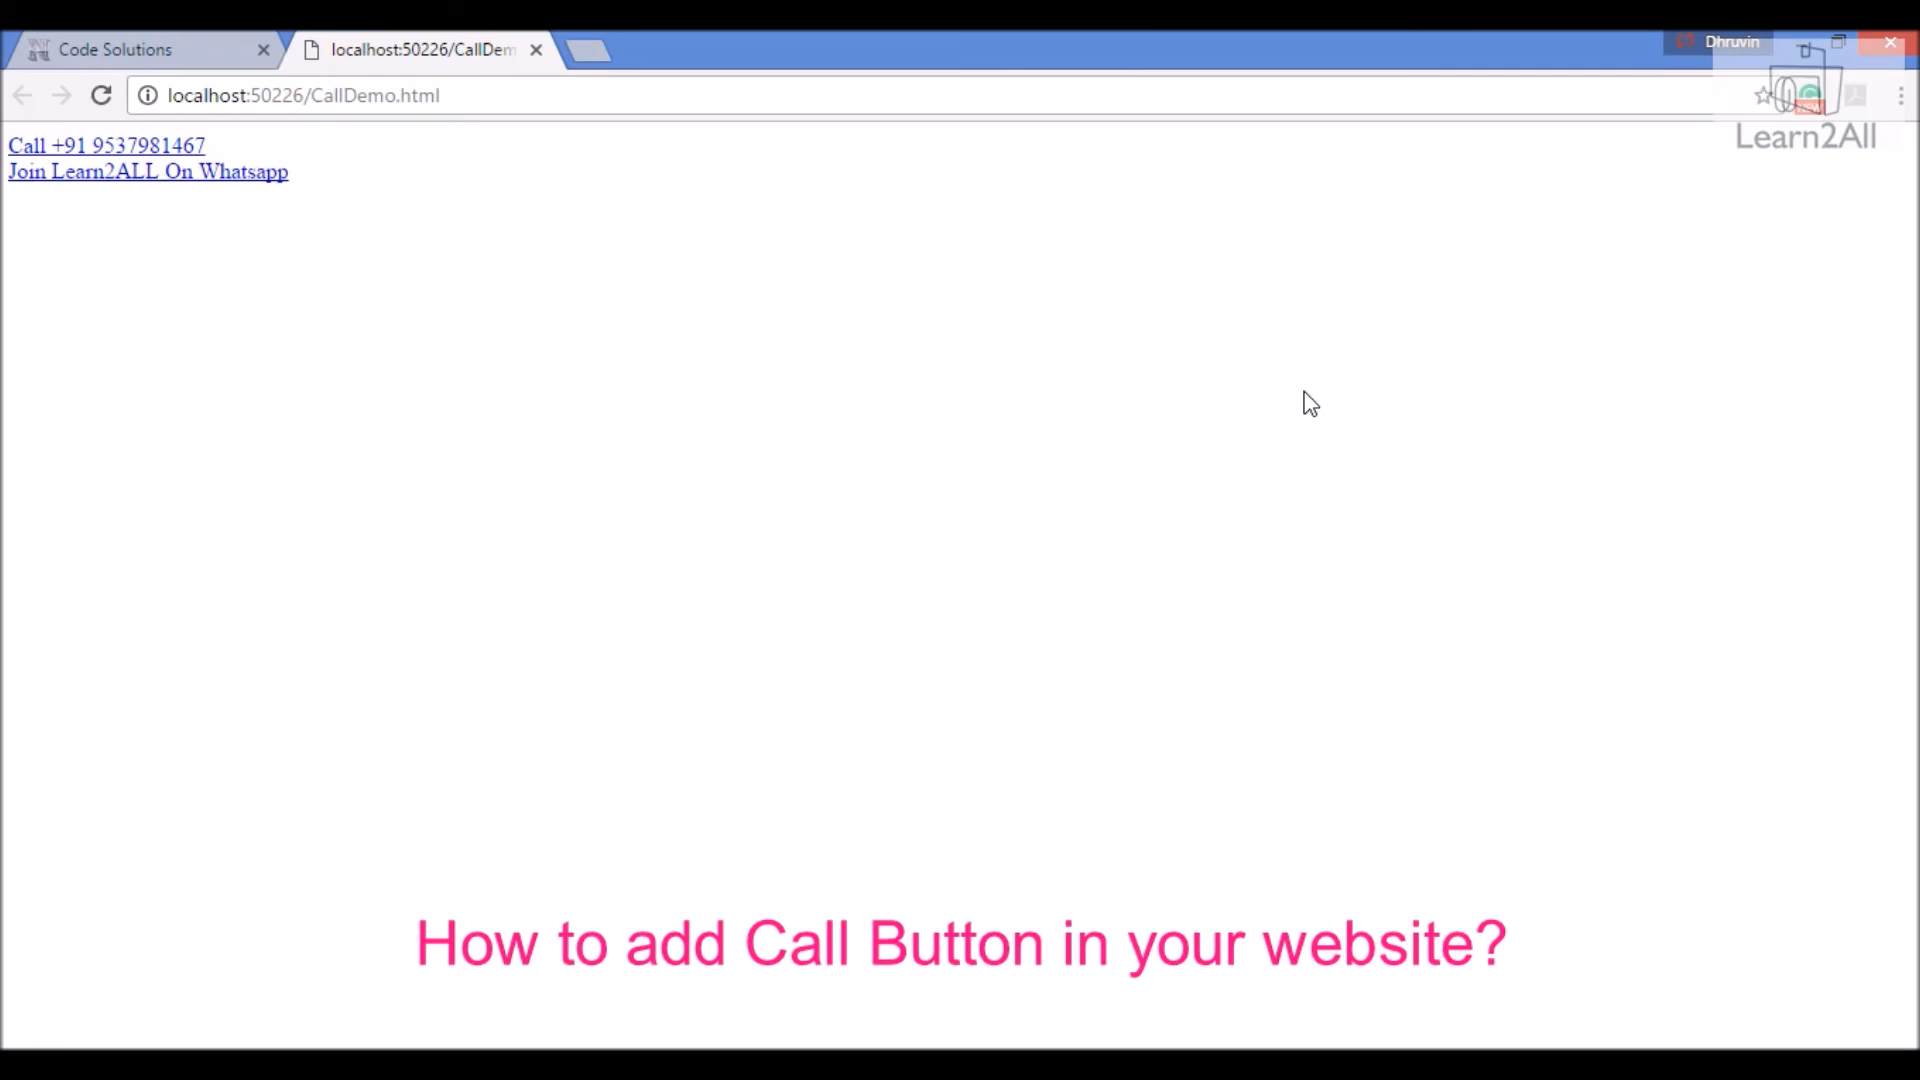 Code Solutions
localhost:50226/CallDem
Dhruvin
localhost:50226/CallDemo.html
Learn2All
Call +91 9537981467
Join Learn2ALL On Whatsapp
How to add Call Button in your website?